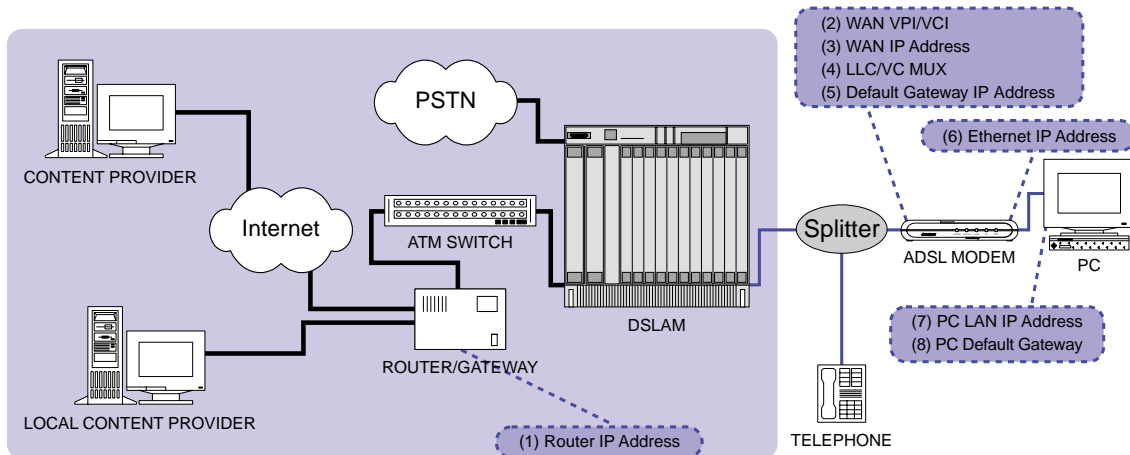 (2) WAN VPI/VCI
(3) WAN IP Address
(4) LLC/VC MUX
(5) Default Gateway IP Address
(6) Ethernet IP Address
PSTN
CONTENT PROVIDER
Internet
ATM SWITCH
Splitter
ADSL MODEM
PC
DSLAM
(7) PC LAN IP Address
(8) PC Default Gateway
ROUTER/GATEWAY
LOCAL CONTENT PROVIDER
(1) Router IP Address
TELEPHONE